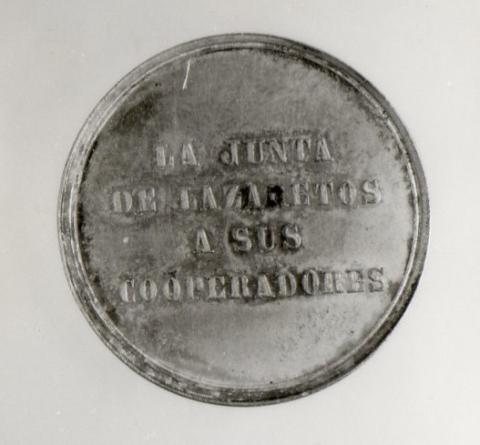 LA JUNTA
DE LAZARETOS
A SUS
COOPERADORES